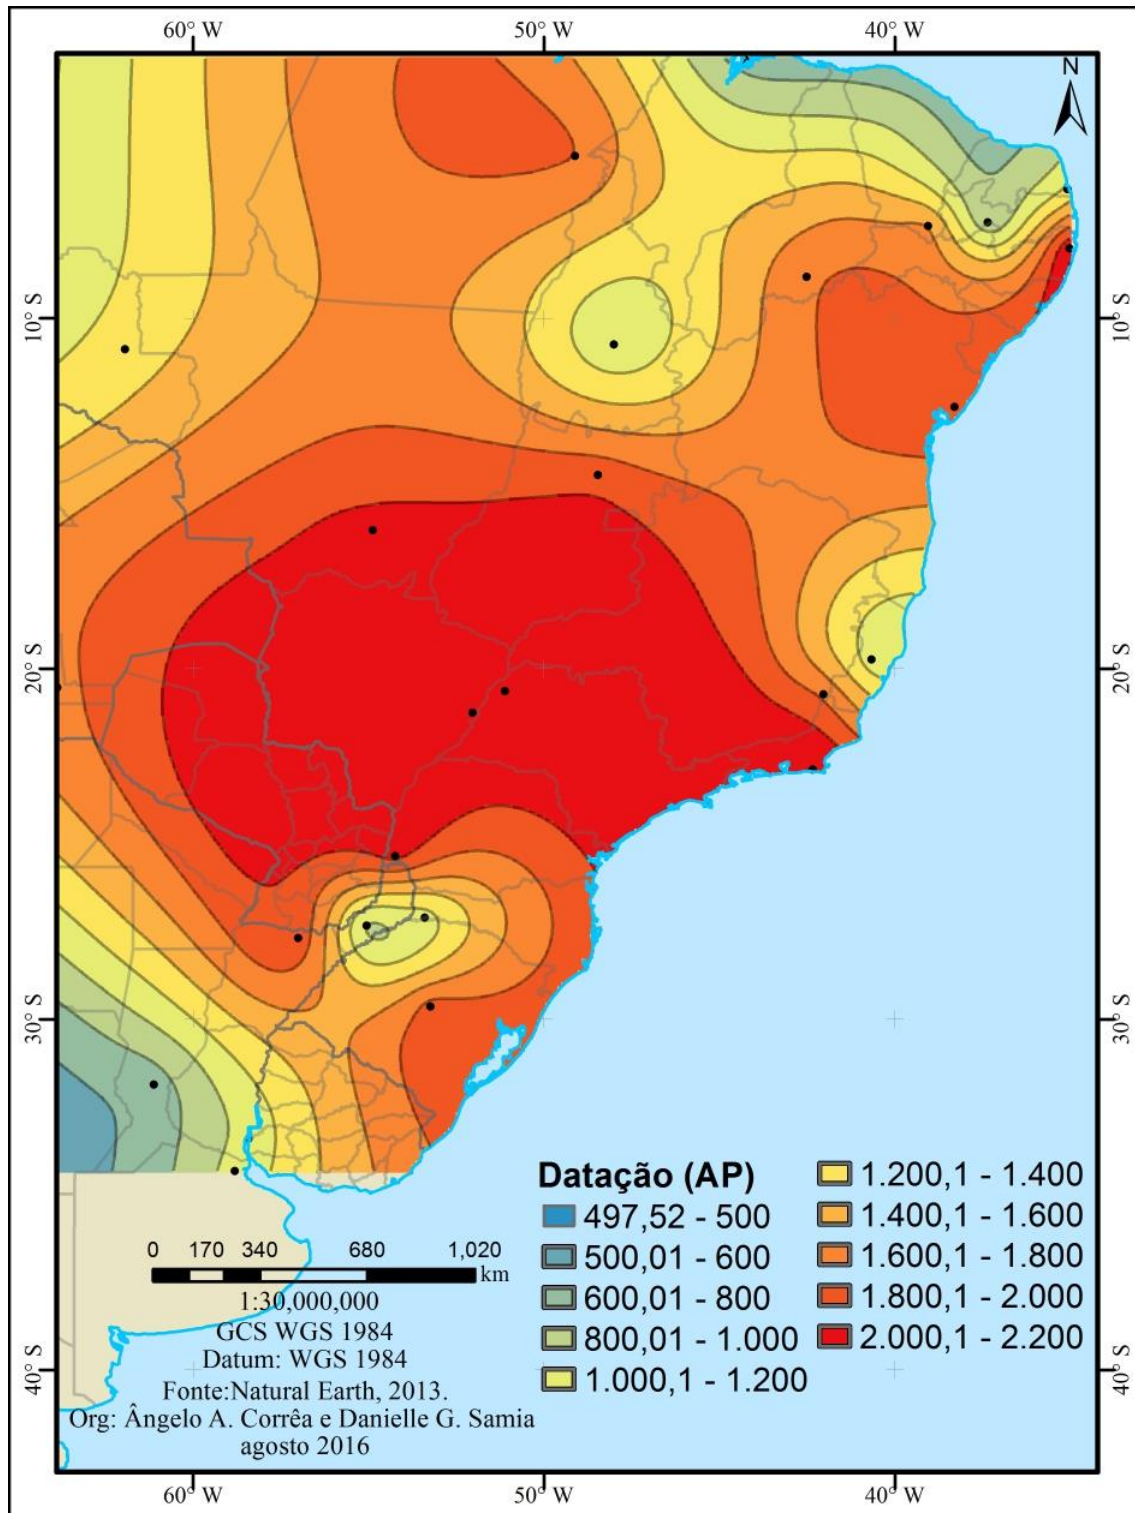 60° W
50° W
40° W
N
10° S
10° S
20° S
20° S
30° S
30° S
40° S
40° S
Datação (AP)
497,52 - 500
500,01 - 600
600,01 - 800
800,01 - 1.000
1.000,1 - 1.200
1.200,1 - 1.400
1.400,1 - 1.600
1.600,1 - 1.800
1.800,1 - 2.000
2.000,1 - 2.200
0 170 340 680 1,020
km
1:30,000,000
GCS WGS 1984
Datum: WGS 1984
Fonte:Natural Earth, 2013.
Org: Ângelo A. Corrêa e Danielle G. Samia
agosto 2016
60° W
50° W
40° W